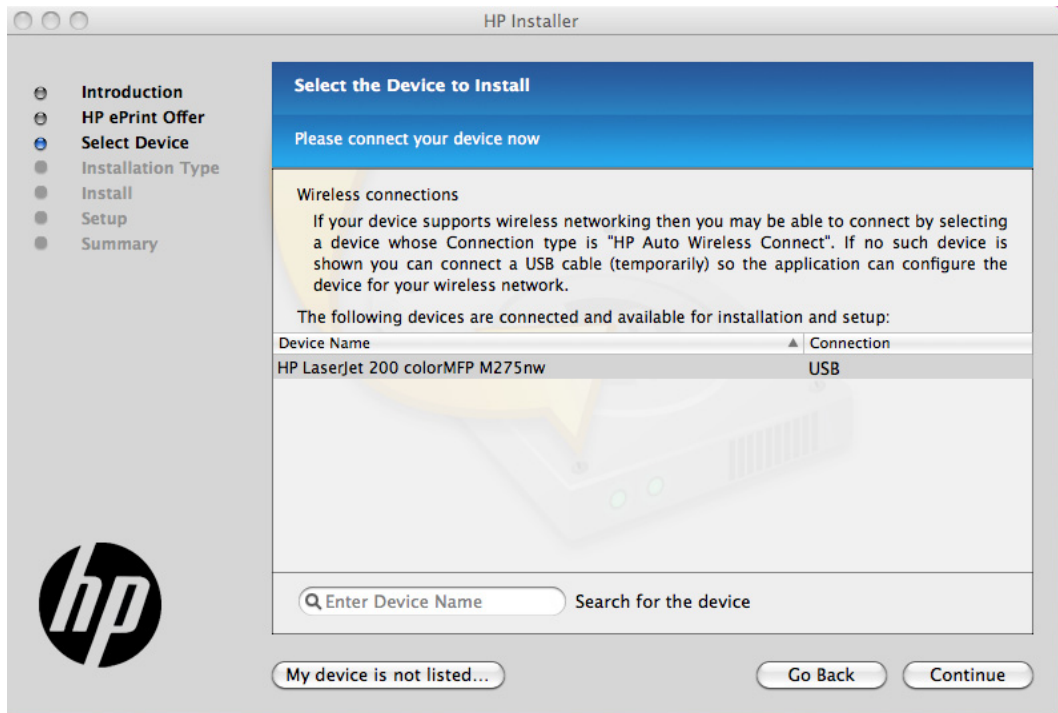 HP Installer
Introduction
HP ePrint Offer
Select Device
Installation Type
Install
Setup
Summary
Select the Device to Install
Please connect your device now
Wireless connections
If your device supports wireless networking then you may be able to connect by selecting
a device whose Connection type is "HP Auto Wireless Connect". If no such device is
shown you can connect a USB cable (temporarily) so the application can configure the
device for your wireless network.
The following devices are connected and available for installation and setup:
Device Name Connection
HP LaserJet 200 colorMFP M275nw USB
Enter Device Name Search for the device
hp
My device is not listed... Go Back Continue